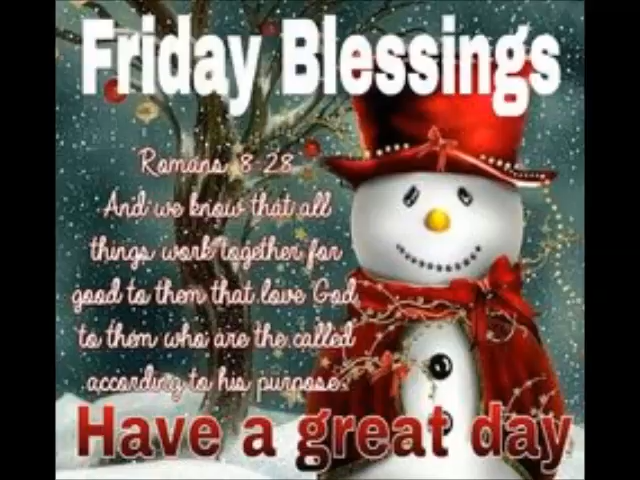 Friday Blessings
Romans 8-28
And we know that all
things work together for
good to them that love God
to them who are the called
according to his purpose.
Have a great day